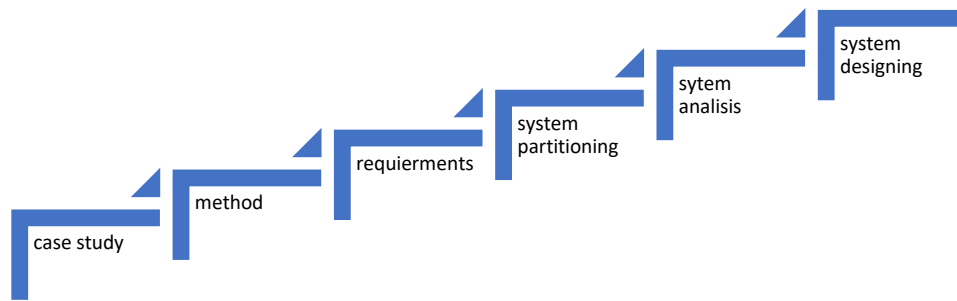 case study
method
requierments
system
partitioning
sytem
analisis
system
designing